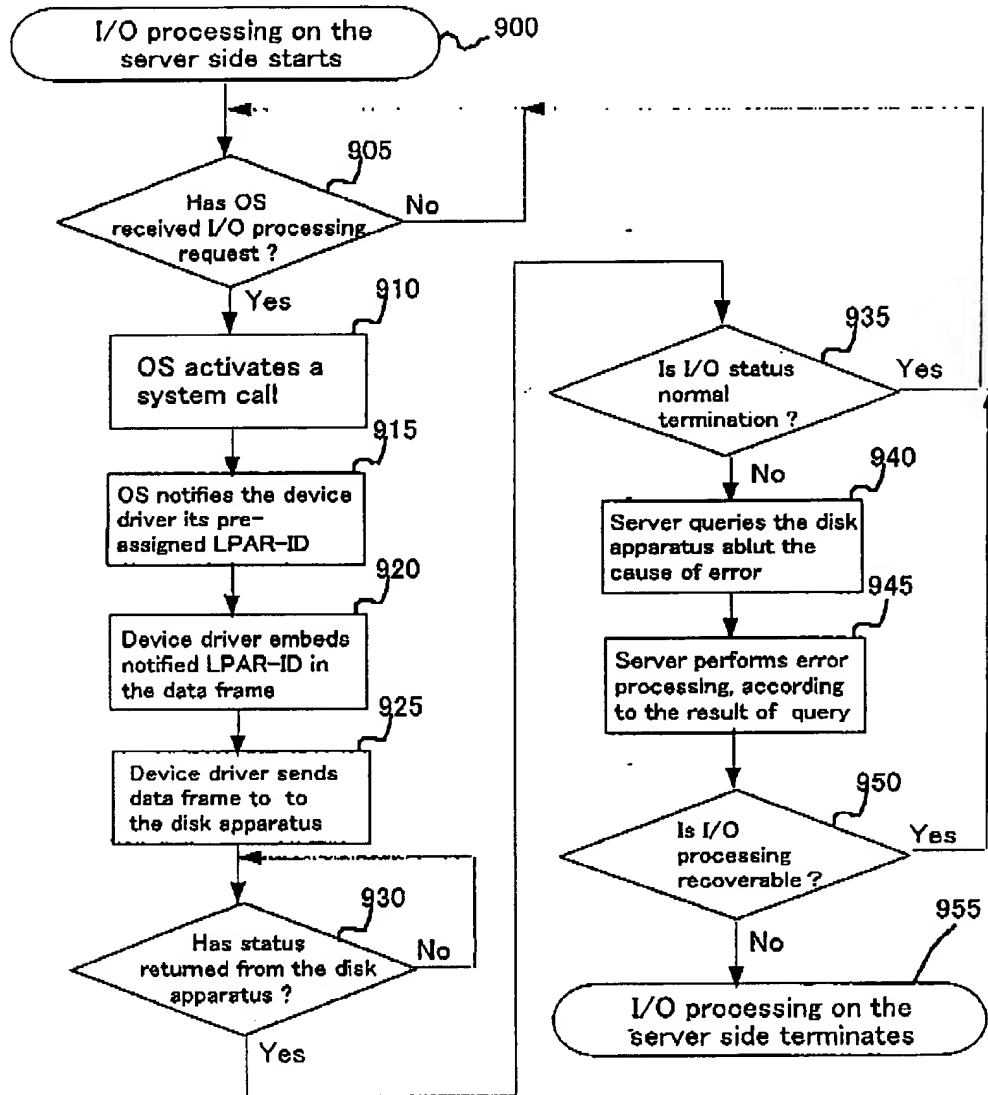 I/O processing on the
server side starts
900
905
Has OS
received I/O processing
request ?
No
Yes
910
OS activates a
system call
915
OS notifies the device
driver its pre-
assigned LPAR-ID
920
Device driver embeds
notified LPAR-ID in
the data frame
925
Device driver sends
data frame to to
the disk apparatus
930
Has status
returned from the disk
apparatus ?
No
Yes
935
Is I/O status
normal
termination ?
Yes
No
940
Server queries the disk
apparatus ablut the
cause of error
945
Server performs error
processing, according
to the result of query
950
Is I/O
processing
recoverable ?
Yes
No
955
I/O processing on the
server side terminates